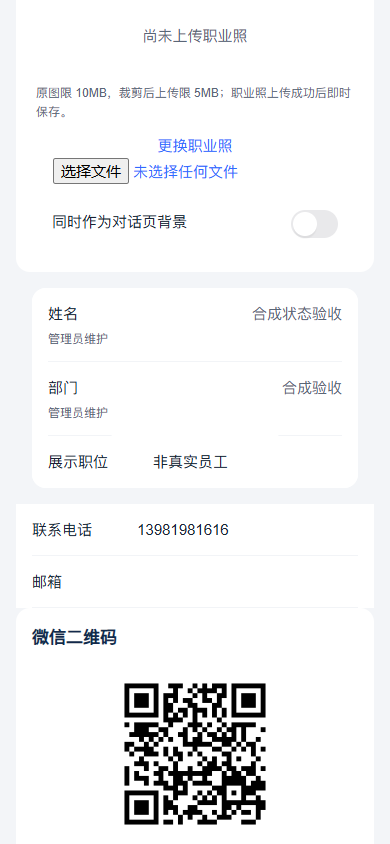 尚未上传职业照
原图限 10MB，裁剪后上传限 5MB；职业照上传成功后即时
保存。
更换职业照
选择文件 未选择任何文件
同时作为对话页背景
姓名 合成状态验收
管理员维护
部门 合成验收
管理员维护
展示职位 非真实员工
联系电话 13981981616
邮箱
微信二维码